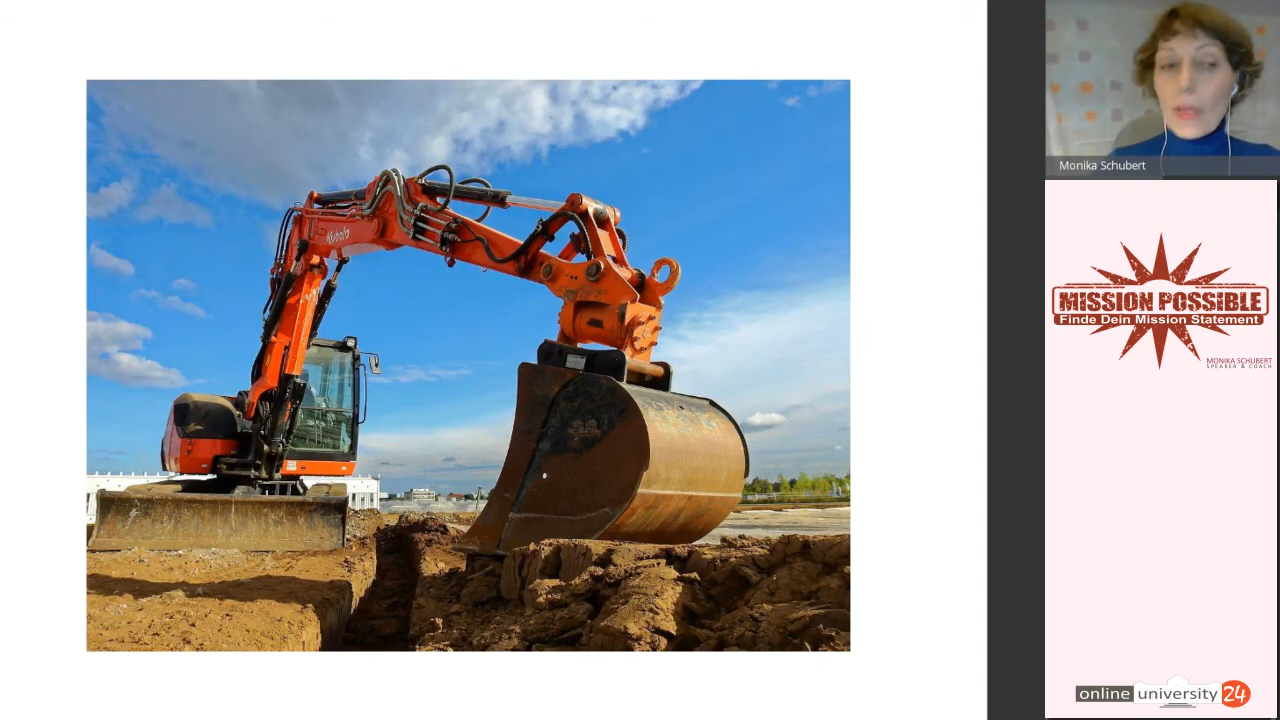 Kubota
Monika Schubert
MISSION POSSIBLE
Finde Dein Mission Statement
MONIKA SCHUBERT
SPEAKER & COACH
online university 24